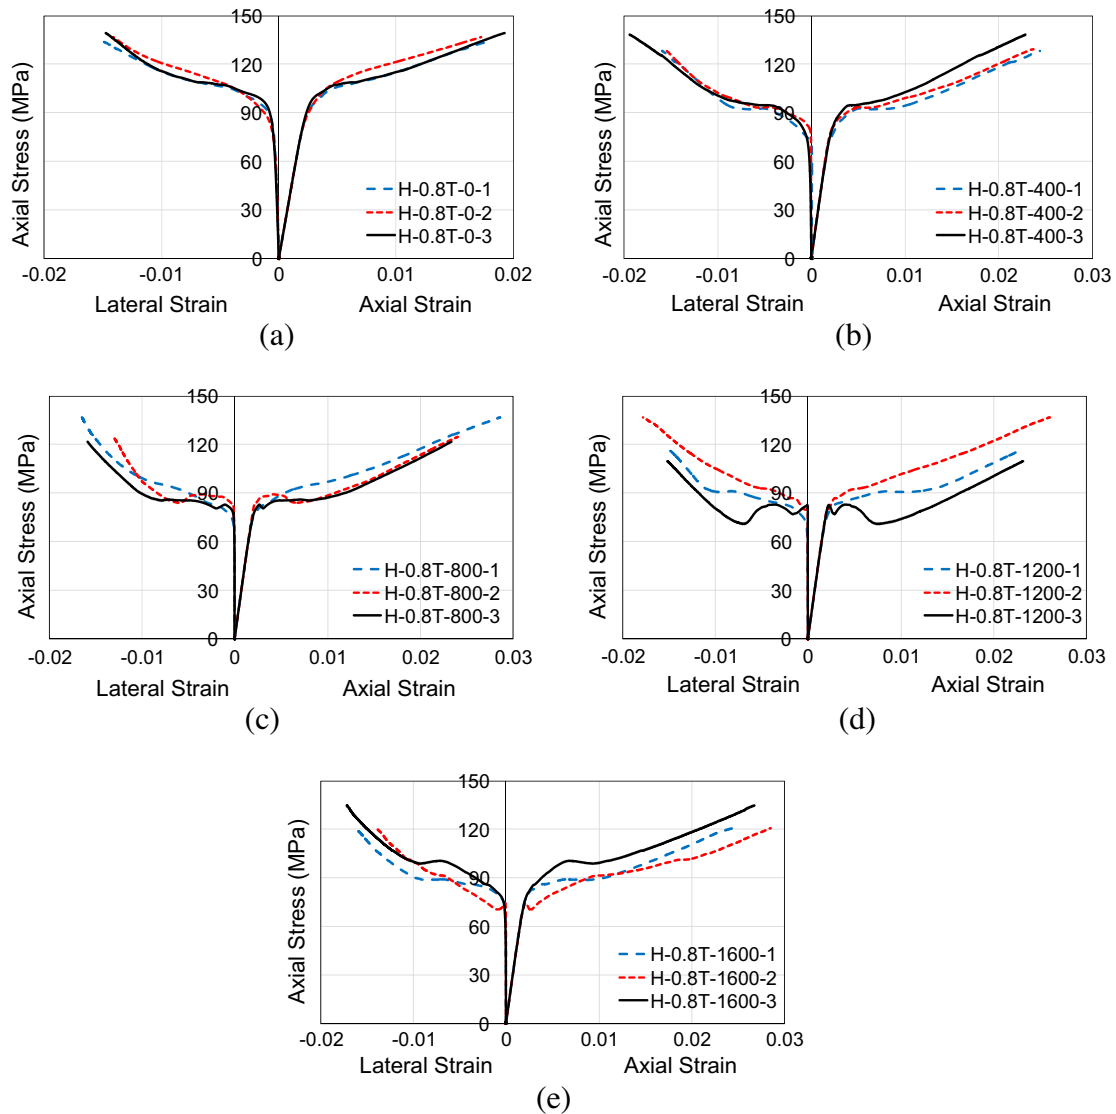 150
120
90
60
30
0
Axial Stress (MPa)
H-0.8T-0-1
H-0.8T-0-2
H-0.8T-0-3
-0.02
-0.01
0
0.01
0.02
Lateral Strain
Axial Strain
(a)
150
120
90
60
30
0
Axial Stress (MPa)
H-0.8T-400-1
H-0.8T-400-2
H-0.8T-400-3
-0.02
-0.01
0
0.01
0.02
0.03
Lateral Strain
Axial Strain
(b)
150
120
90
60
30
0
Axial Stress (MPa)
H-0.8T-800-1
H-0.8T-800-2
H-0.8T-800-3
-0.02
-0.01
0
0.01
0.02
0.03
Lateral Strain
Axial Strain
(c)
150
120
90
60
30
0
Axial Stress (MPa)
H-0.8T-1200-1
H-0.8T-1200-2
H-0.8T-1200-3
-0.02
-0.01
0
0.01
0.02
0.03
Lateral Strain
Axial Strain
(d)
150
120
90
60
30
0
Axial Stress (MPa)
H-0.8T-1600-1
H-0.8T-1600-2
H-0.8T-1600-3
-0.02
-0.01
0
0.01
0.02
0.03
Lateral Strain
Axial Strain
(e)